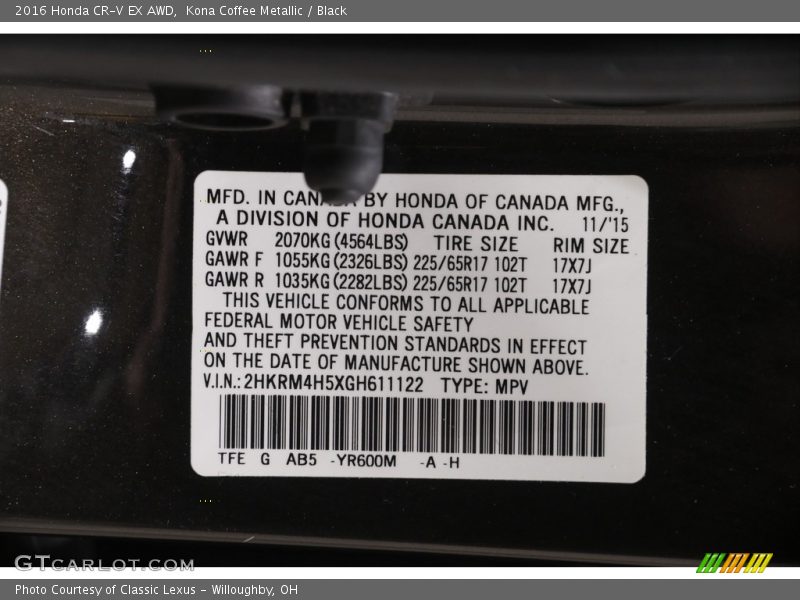 2016 Honda CR-V EX AWD, Kona Coffee Metallic / Black
MFD. IN CANADA BY HONDA OF CANADA MFG.,
A DIVISION OF HONDA CANADA INC. 11/'15
GVWR 2070KG (4564LBS) TIRE SIZE RIM SIZE
GAWR F 1055KG (2326LBS) 225/65R17 102T 17X7J
GAWR R 1035KG (2282LBS) 225/65R17 102T 17X7J
THIS VEHICLE CONFORMS TO ALL APPLICABLE
FEDERAL MOTOR VEHICLE SAFETY
AND THEFT PREVENTION STANDARDS IN EFFECT
ON THE DATE OF MANUFACTURE SHOWN ABOVE.
V.I.N.: 2HKRM4H5XGH611122 TYPE: MPV
TFE G AB5 -YR600M -A -H
GTCARLOT.COM
Photo Courtesy of Classic Lexus - Willoughby, OH